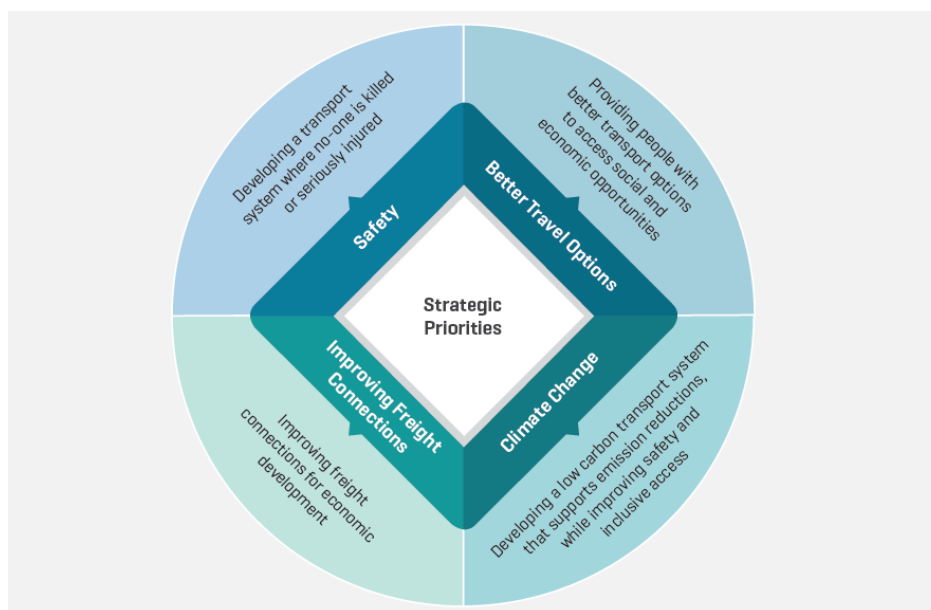 Strategic
Priorities
Safety
Developing a transport
system where no-one is killed
or seriously injured
Better Travel Options
Providing people with
better transport options
to access social and
economic opportunities
Improving Freight
Connections
Improving freight
connections for economic
development
Climate Change
Developing a low carbon transport system
that supports emission reductions,
while improving safety and
inclusive access